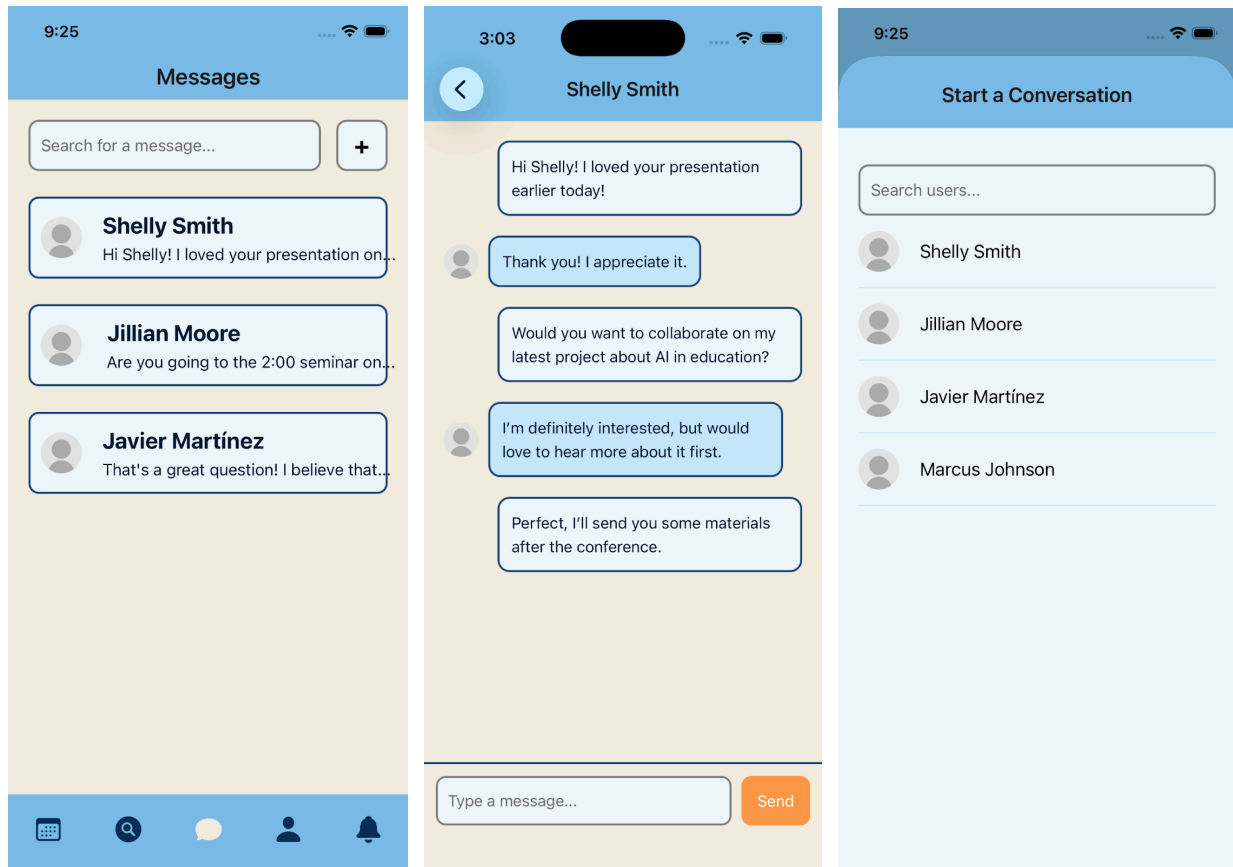 9:25
Messages
Search for a message...
+
Shelly Smith
Hi Shelly! I loved your presentation on...
Jillian Moore
Are you going to the 2:00 seminar on...
Javier Martínez
That's a great question! I believe that...
3:03
Shelly Smith
Hi Shelly! I loved your presentation
earlier today!
Thank you! I appreciate it.
Would you want to collaborate on my
latest project about AI in education?
I’m definitely interested, but would
love to hear more about it first.
Perfect, I’ll send you some materials
after the conference.
Type a message...
Send
9:25
Start a Conversation
Search users...
Shelly Smith
Jillian Moore
Javier Martínez
Marcus Johnson